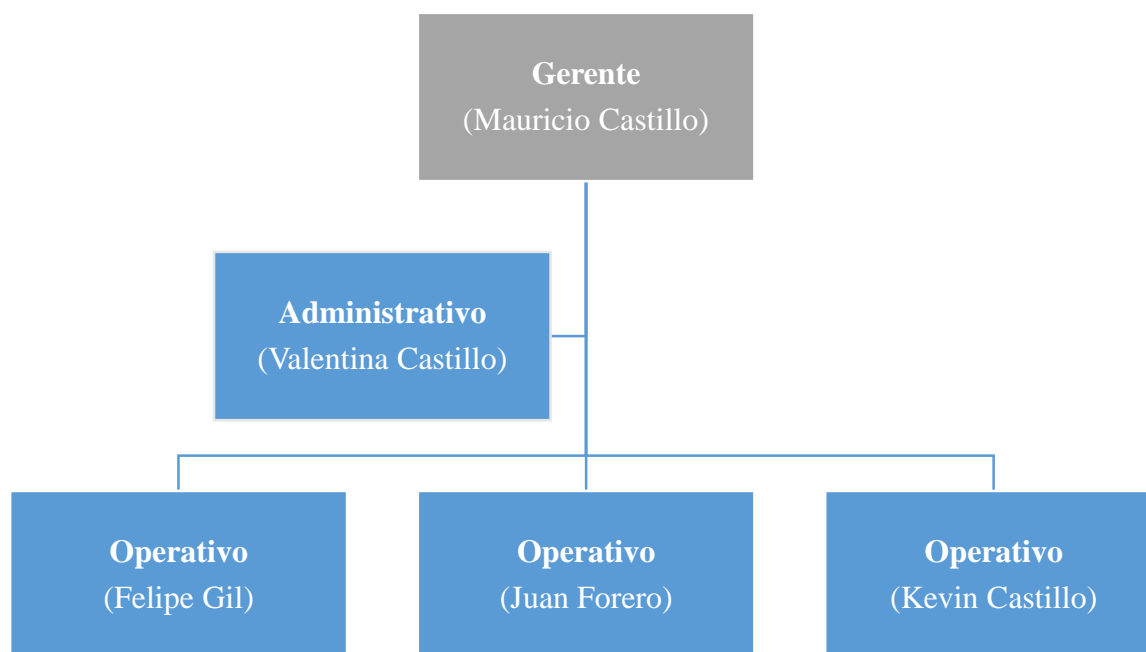 Gerente
(Mauricio Castillo)
Administrativo
(Valentina Castillo)
Operativo
(Felipe Gil)
Operativo
(Juan Forero)
Operativo
(Kevin Castillo)